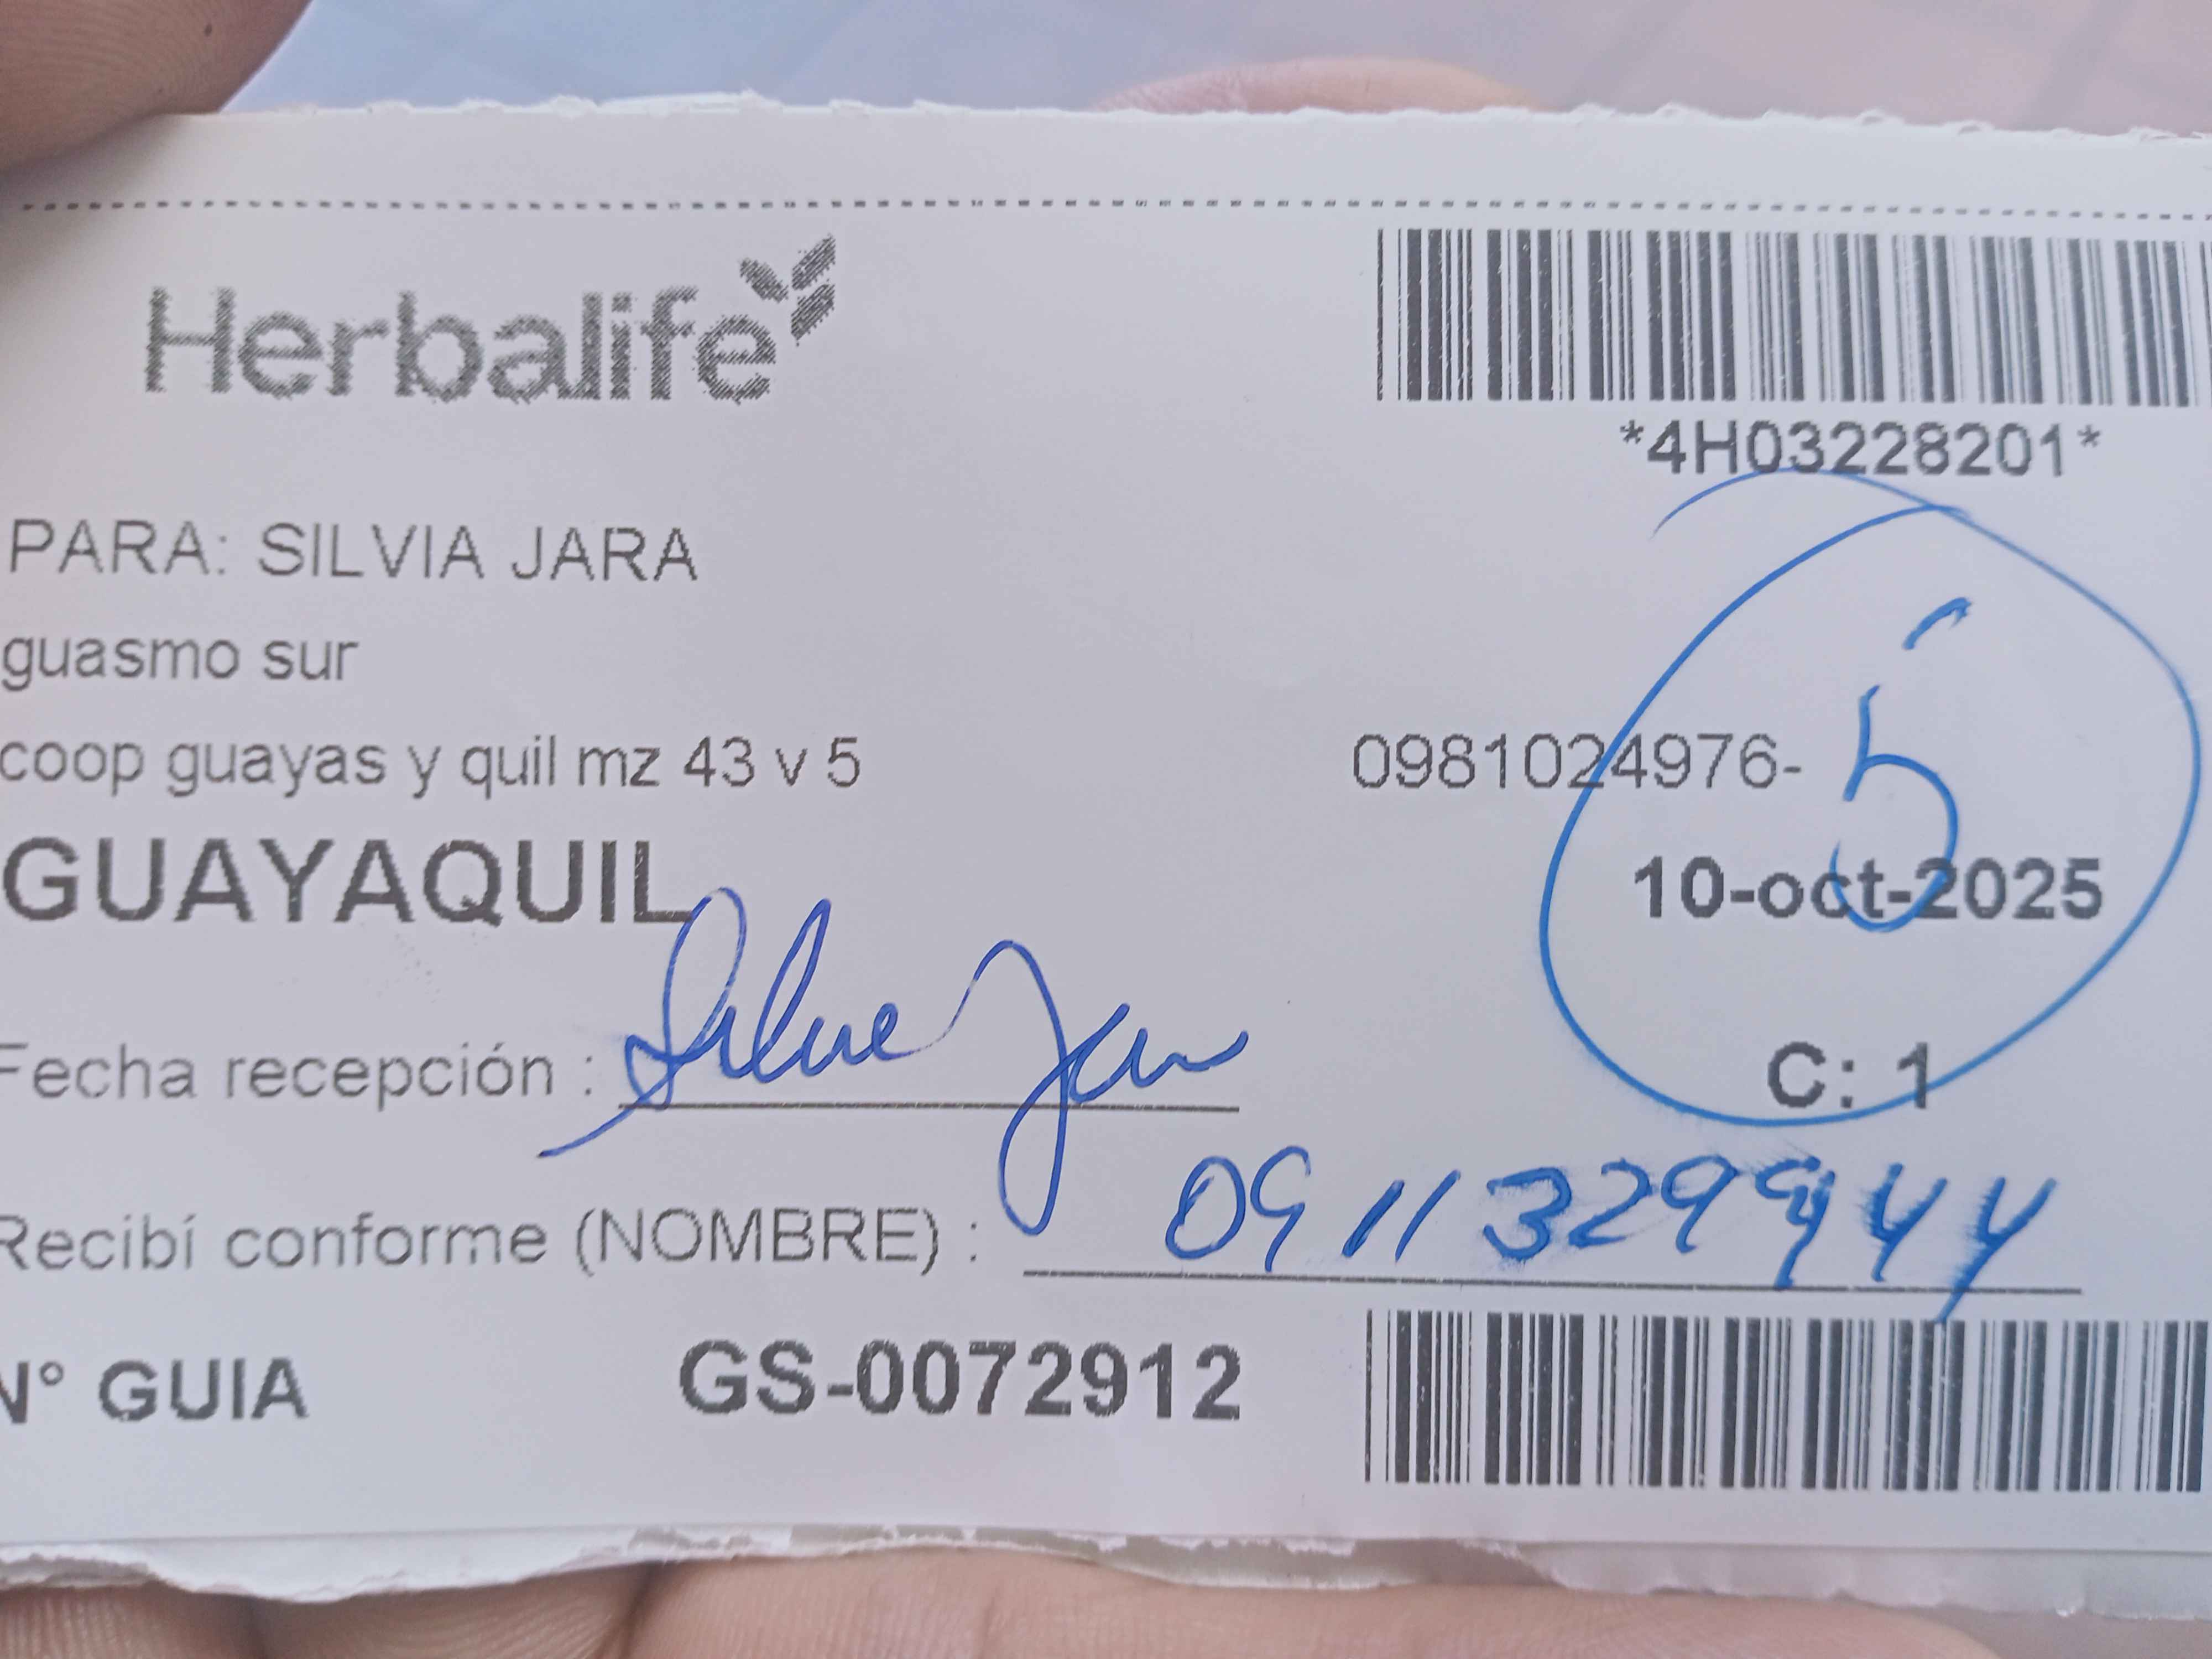 Herbalife
*4H03228201*
PARA: SILVIA JARA
guasmo sur
coop guayas y quil mz 43 v 5
0981024976-
5
GUAYAQUIL
10-oct-2025
C: 1
Fecha recepción :
Recibí conforme (NOMBRE) : 0911329944
N° GUIA GS-0072912